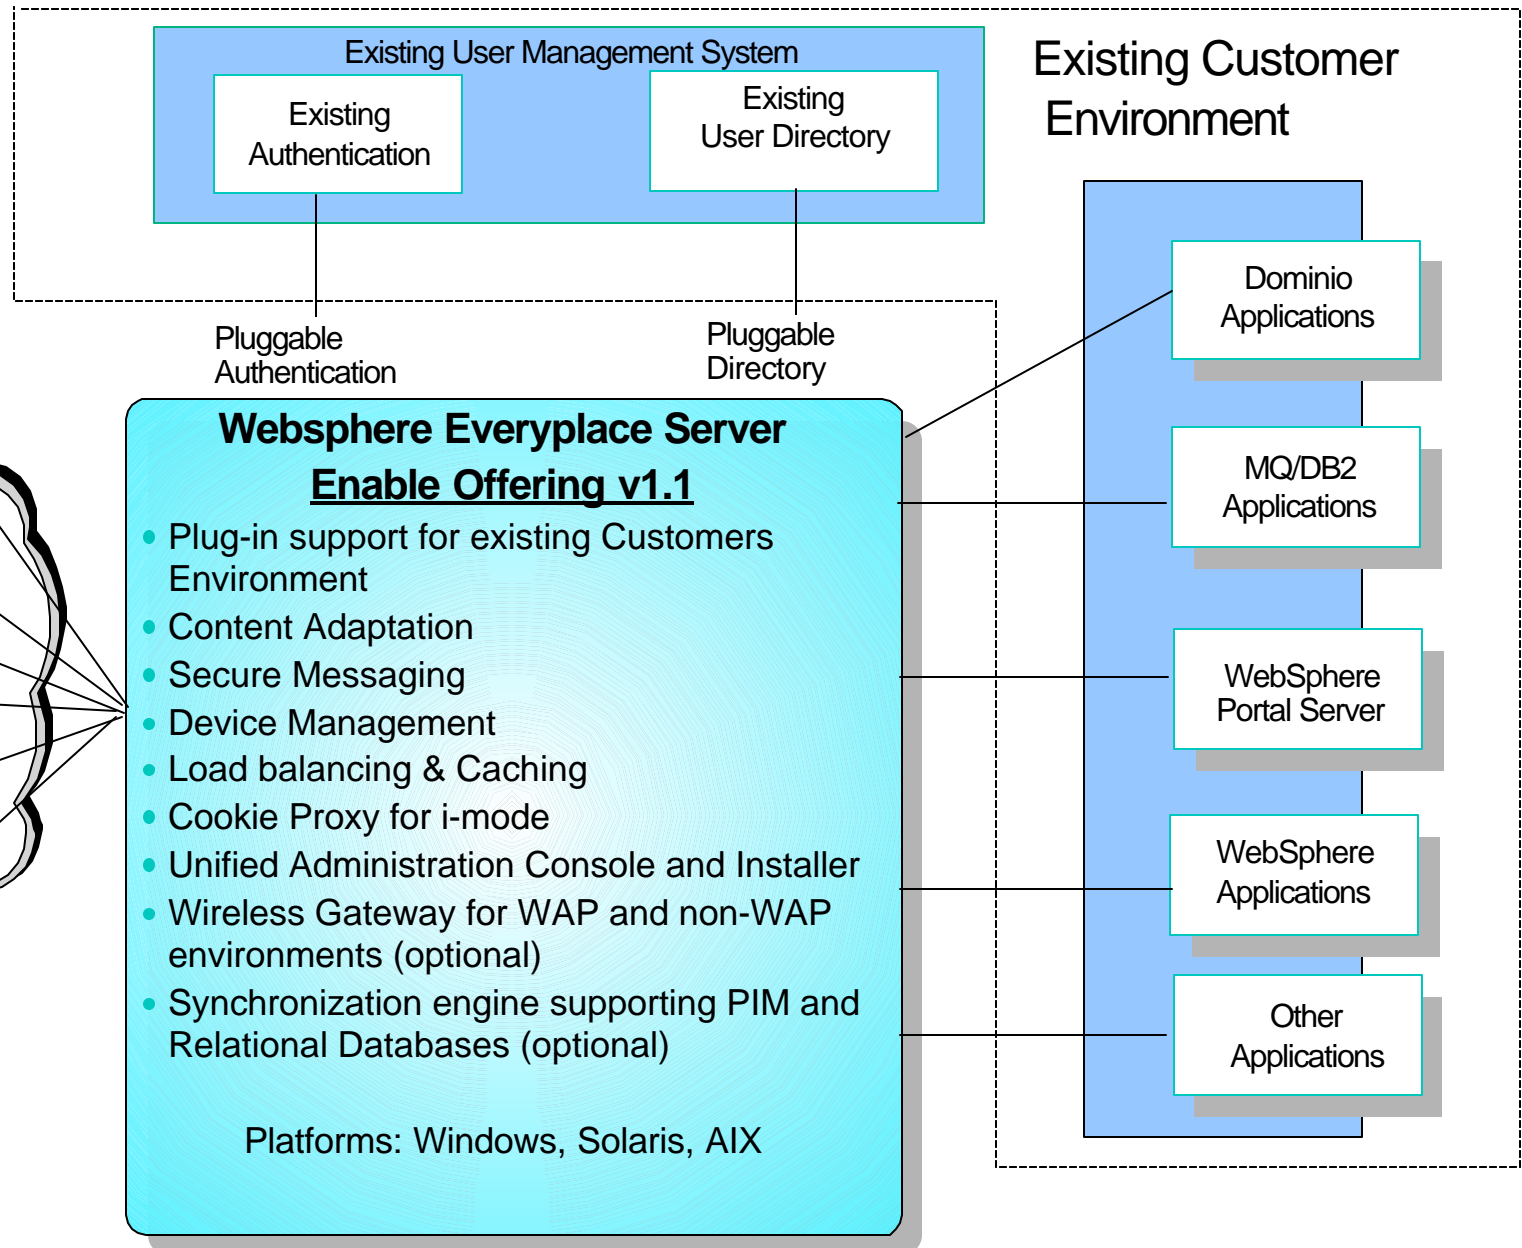 Existing User Management System
Existing
Authentication
Existing
User Directory
Existing Customer
Environment
Pluggable
Authentication
Pluggable
Directory
Websphere Everyplace Server
Enable Offering v1.1
• Plug-in support for existing Customers
Environment
• Content Adaptation
• Secure Messaging
• Device Management
• Load balancing & Caching
• Cookie Proxy for i-mode
• Unified Administration Console and Installer
• Wireless Gateway for WAP and non-WAP
environments (optional)
• Synchronization engine supporting PIM and
Relational Databases (optional)
Platforms: Windows, Solaris, AIX
Dominio
Applications
MQ/DB2
Applications
WebSphere
Portal Server
WebSphere
Applications
Other
Applications